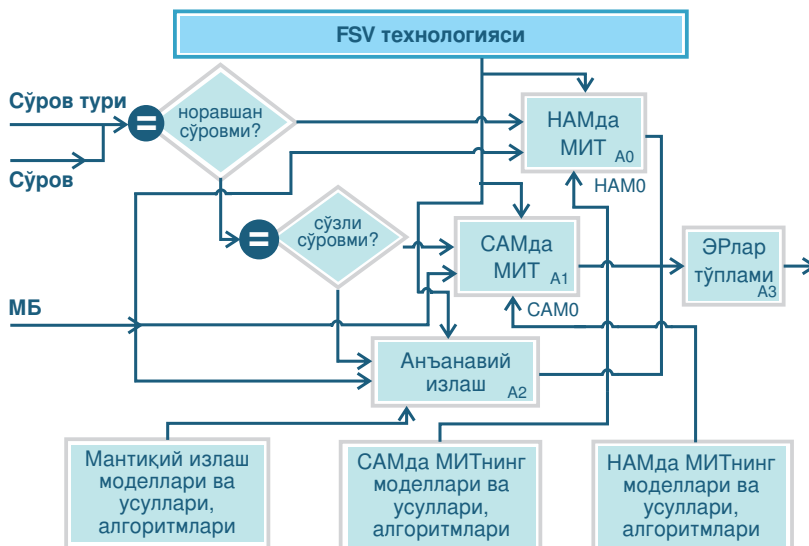 FSV технологияси
Сўров тури
норавшан
сўровми?
НАМда
МИТ
A0
Сўров
НАМ0
сўзли
сўровми?
САМда
МИТ
A1
ЭРлар
тўплами
A3
МБ
САМ0
Анъанавий
излаш
A2
Мантиқий излаш
моделлари ва
усуллари,
алгоритмлари
САМда МИТнинг
моделлари ва
усуллари,
алгоритмлари
НАМда МИТнинг
моделлари ва
усуллари,
алгоритмлари